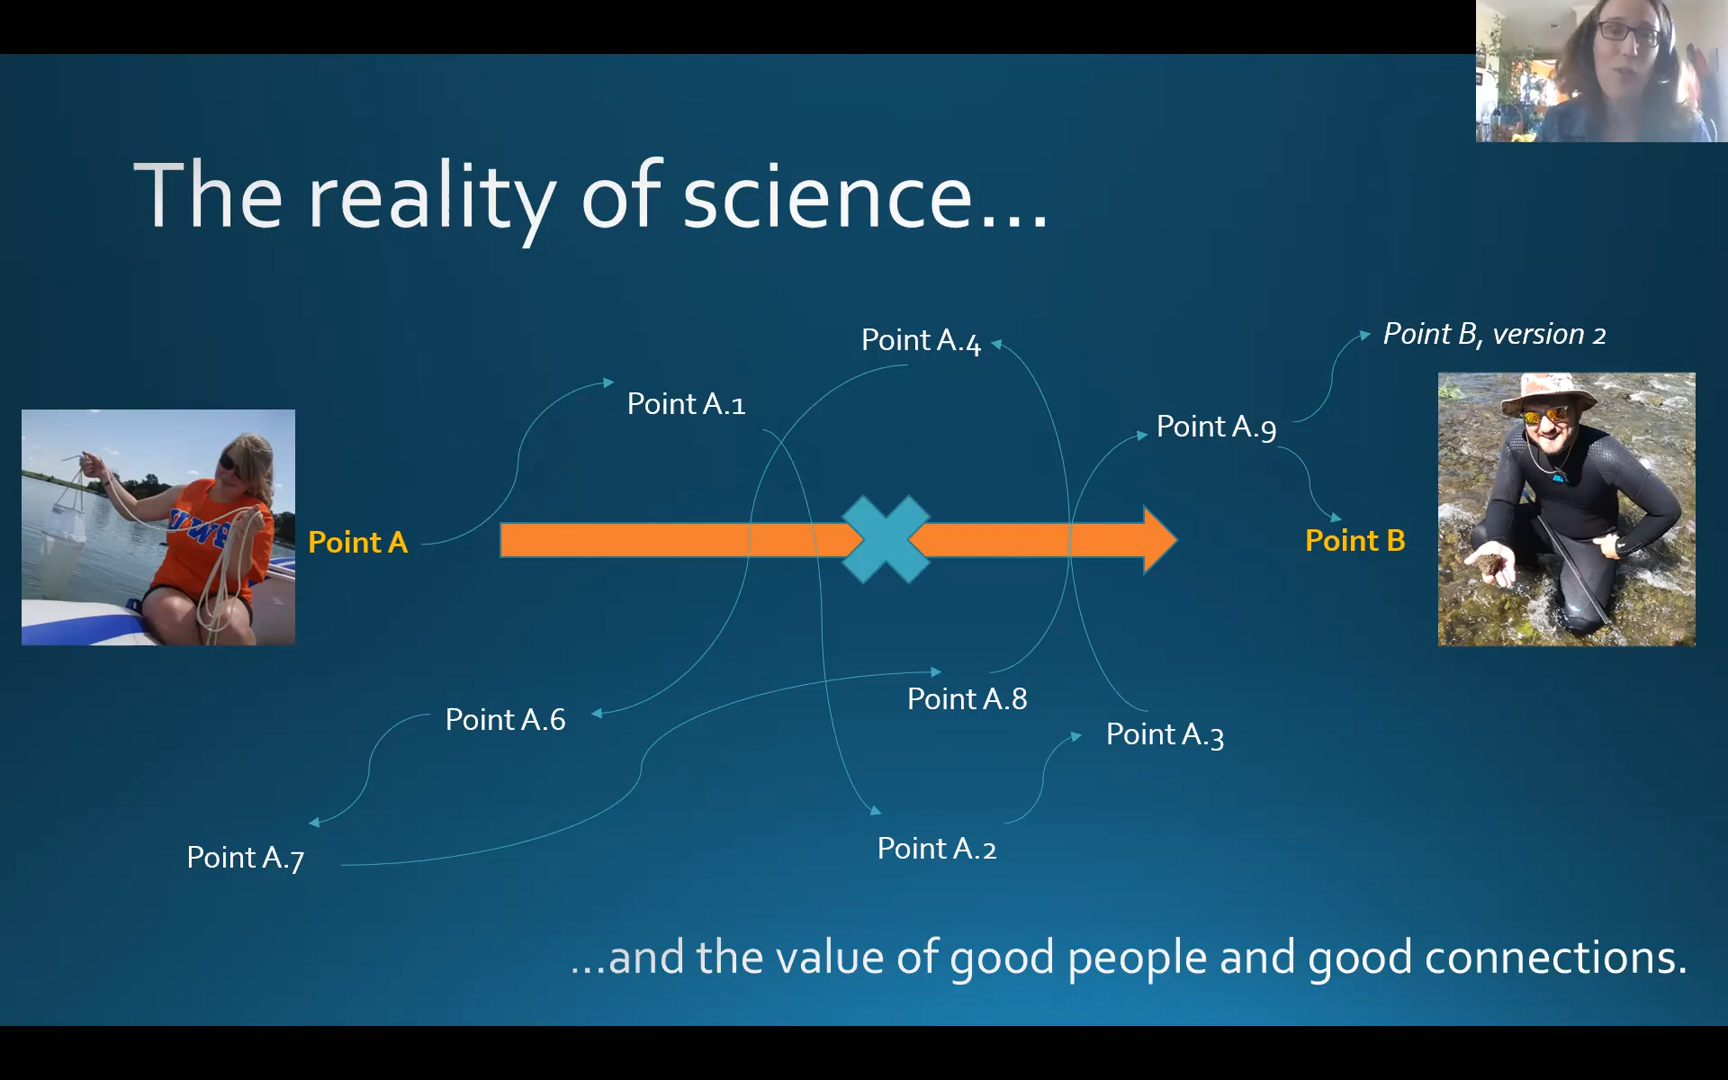 The reality of science...
Point A.4
Point B, version 2
Point A.1
Point A.9
Point A
Point B
Point A.6
Point A.8
Point A.3
Point A.7
Point A.2
...and the value of good people and good connections.